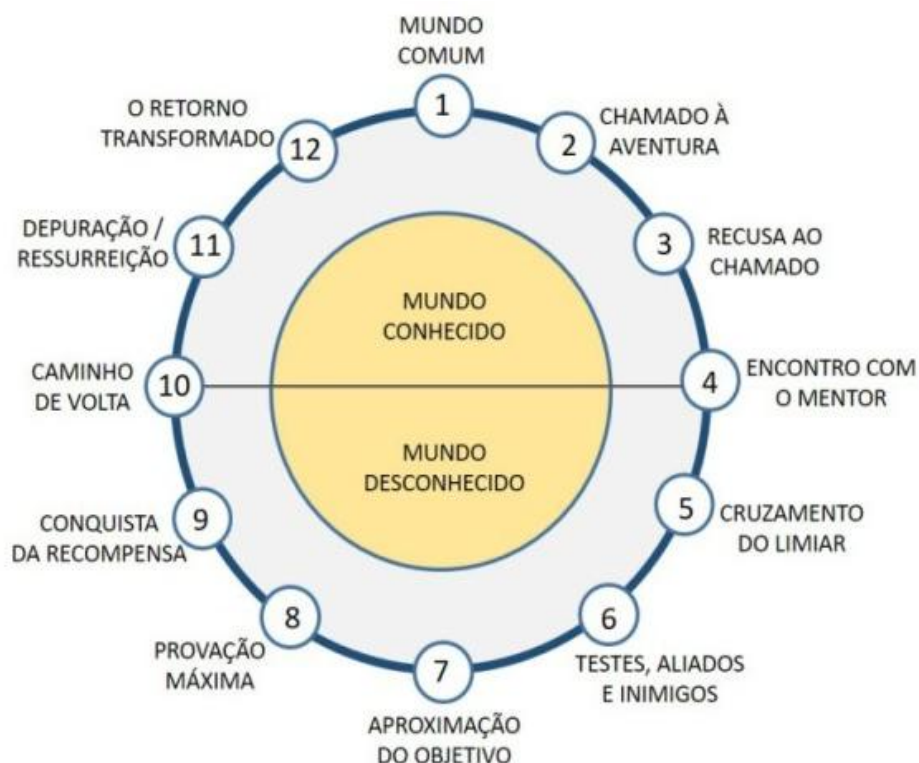 MUNDO
COMUM
1
CHAMADO À
AVENTURA
2
RECUSA AO
CHAMADO
3
ENCONTRO COM
O MENTOR
4
CRUZAMENTO
DO LIMIAR
5
TESTES, ALIADOS
E INIMIGOS
6
APROXIMAÇÃO
DO OBJETIVO
7
PROVAÇÃO
MÁXIMA
8
CONQUISTA
DA RECOMPENSA
9
CAMINHO
DE VOLTA
10
DEPURAÇÃO /
RESSURREIÇÃO
11
O RETORNO
TRANSFORMADO
12
MUNDO
CONHECIDO
MUNDO
DESCONHECIDO